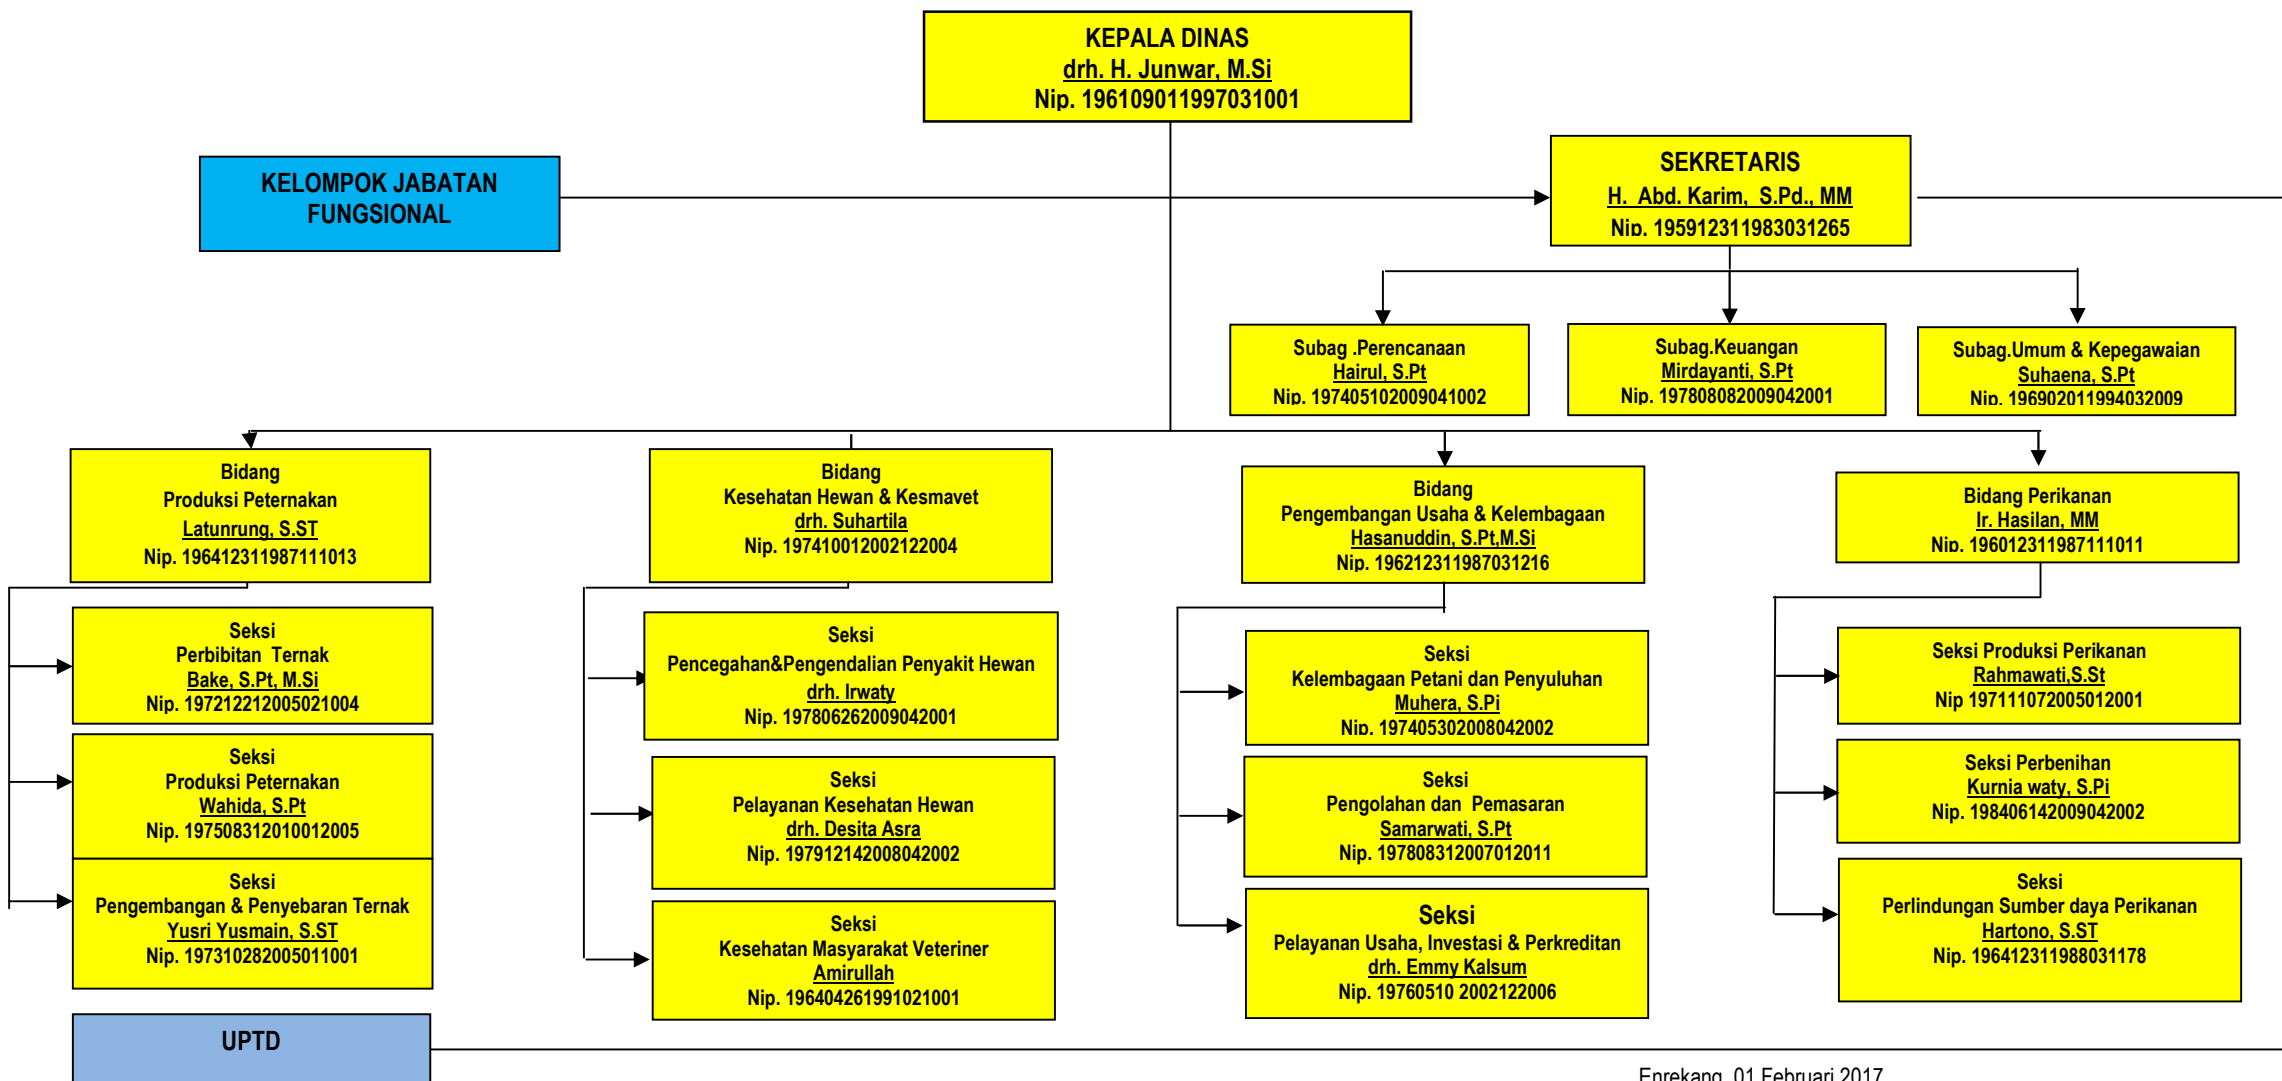 KEPALA DINAS
drh. H. Junwar, M.Si
Nip. 196109011997031001
KELOMPOK JABATAN
FUNGSIONAL
SEKRETARIS
H. Abd. Karim, S.Pd., MM
Nip. 195912311983031265
Subag .Perencanaan
Hairul, S.Pt
Nip. 197405102009041002
Subag.Keuangan
Mirdayanti, S.Pt
Nip. 197808082009042001
Subag.Umum & Kepegawaian
Suhaena, S.Pt
Nip. 196902011994032009
Bidang
Produksi Peternakan
Latunrung, S.ST
Nip. 196412311987111013
Bidang
Kesehatan Hewan & Kesmavet
drh. Suhartila
Nip. 197410012002122004
Bidang
Pengembangan Usaha & Kelembagaan
Hasanuddin, S.Pt,M.Si
Nip. 196212311987031216
Bidang Perikanan
Ir. Hasilan, MM
Nip. 196012311987111011
Seksi
Perbibitan Ternak
Bake, S.Pt, M.Si
Nip. 197212212005021004
Seksi
Produksi Peternakan
Wahida, S.Pt
Nip. 197508312010012005
Seksi
Pengembangan & Penyebaran Ternak
Yusri Yusmain, S.ST
Nip. 197310282005011001
Seksi
Pencegahan&Pengendalian Penyakit Hewan
drh. Irwaty
Nip. 197806262009042001
Seksi
Pelayanan Kesehatan Hewan
drh. Desita Asra
Nip. 197912142008042002
Seksi
Kesehatan Masyarakat Veteriner
Amirullah
Nip. 196404261991021001
Seksi
Kelembagaan Petani dan Penyuluhan
Muhera, S.Pi
Nip. 197405302008042002
Seksi
Pengolahan dan Pemasaran
Samarwati, S.Pt
Nip. 197808312007012011
Seksi
Pelayanan Usaha, Investasi & Perkreditan
drh. Emmy Kalsum
Nip. 19760510 2002122006
Seksi Produksi Perikanan
Rahmawati,S.St
Nip 197111072005012001
Seksi Perbenihan
Kurnia waty, S.Pi
Nip. 198406142009042002
Seksi
Perlindungan Sumber daya Perikanan
Hartono, S.ST
Nip. 196412311988031178
UPTD
Enrekang, 01 Februari 2017